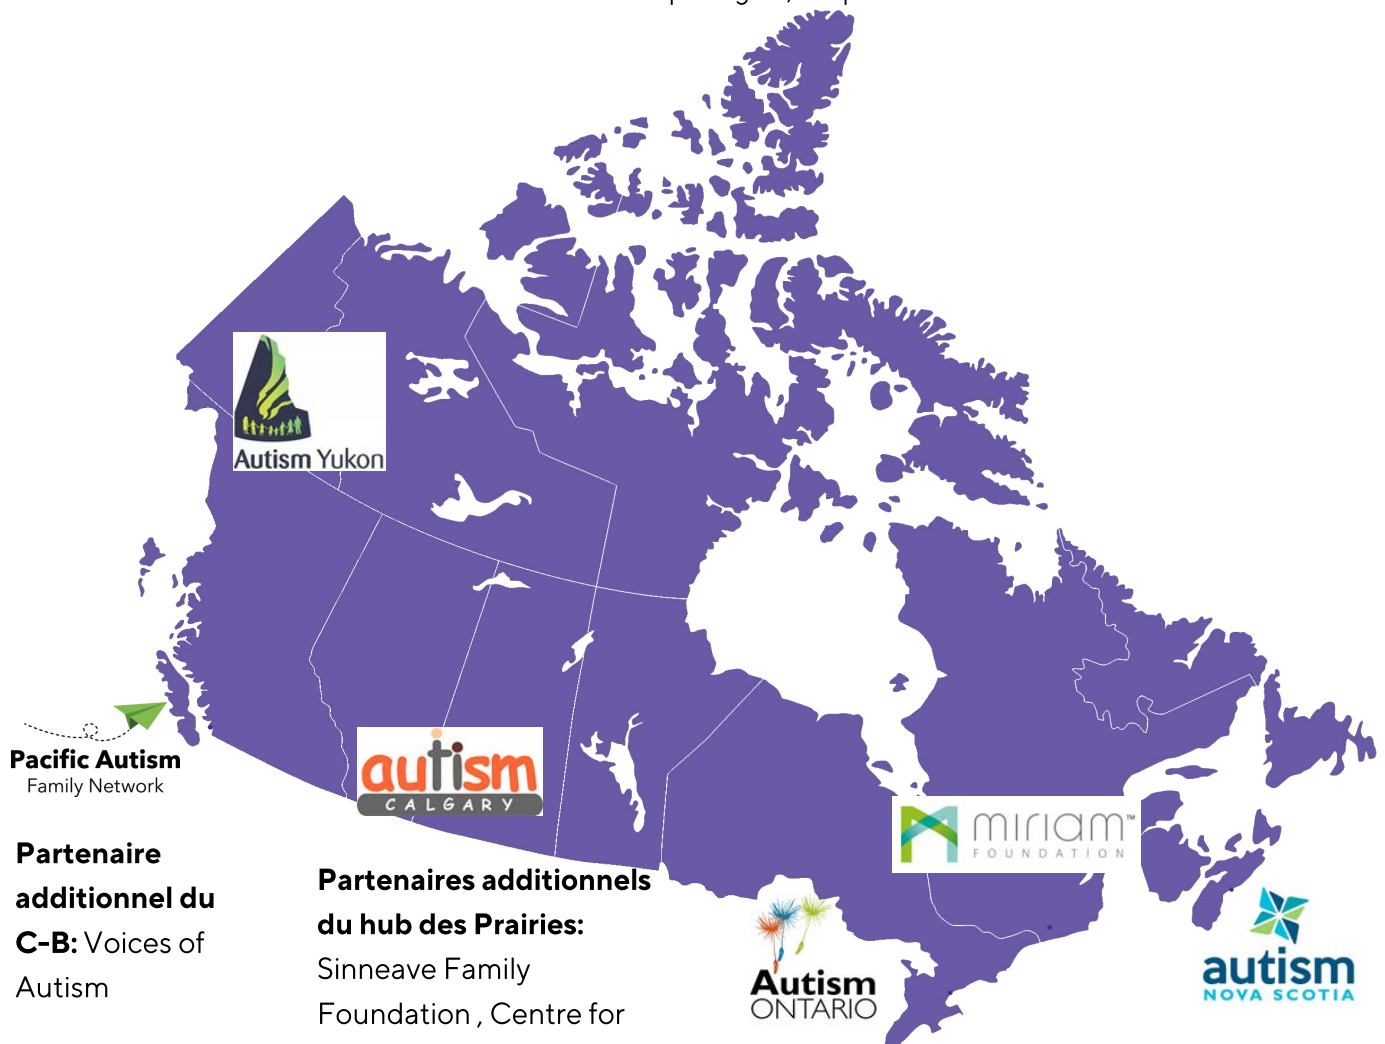 Autism Yukon
Pacific Autism
Family Network
autism
CALGARY
miriam™
FOUNDATION
Partenaire
additionnel du
C-B: Voices of
Autism
Partenaires additionnels
du hub des Prairies:
Sinneave Family
Foundation , Centre for
Autism
ONTARIO
autism
NOVA SCOTIA